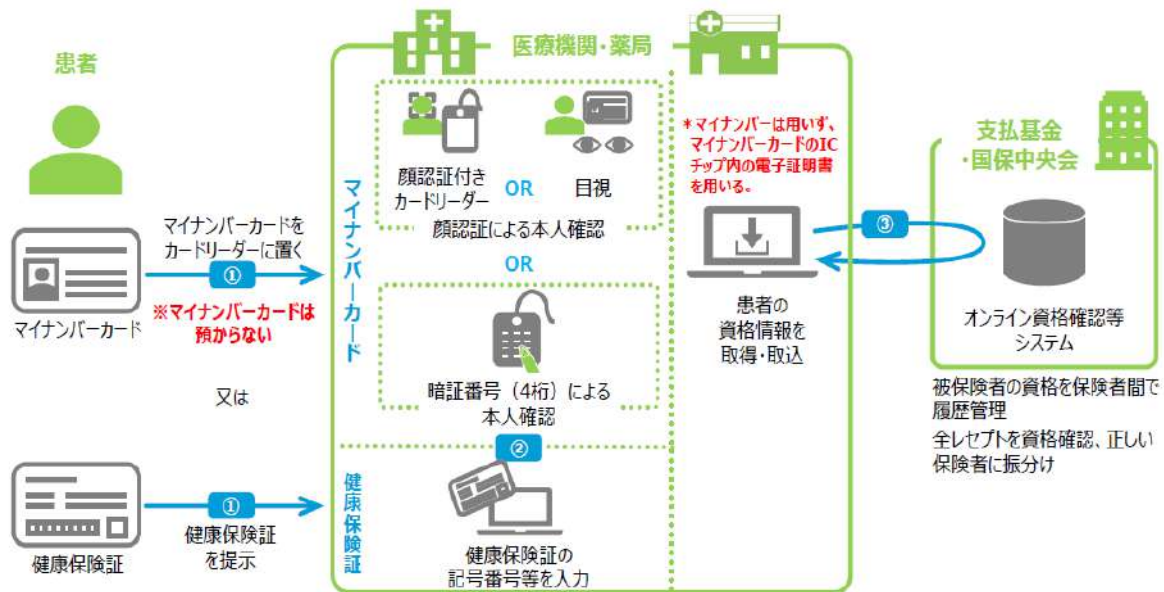 患者
医療機関・薬局
支払基金
・国保中央会
マイナンバーカードを
カードリーダーに置く
①
※マイナンバーカードは
預からない
マイナンバーカード
又は
①
健康保険証
を提示
健康保険証
マイナンバーカード
顔認証付き
カードリーダー
OR
目視
顔認証による本人確認
OR
暗証番号(4桁)による
本人確認
②
健康保険証
健康保険証の
記号番号等を入力
*マイナンバーは用いず、
マイナンバーカードのIC
チップ内の電子証明書
を用いる。
③
患者の
資格情報を
取得・取込
オンライン資格確認等
システム
被保険者の資格を保険者間で
履歴管理
全レセプトを資格確認、正しい
保険者に振分け